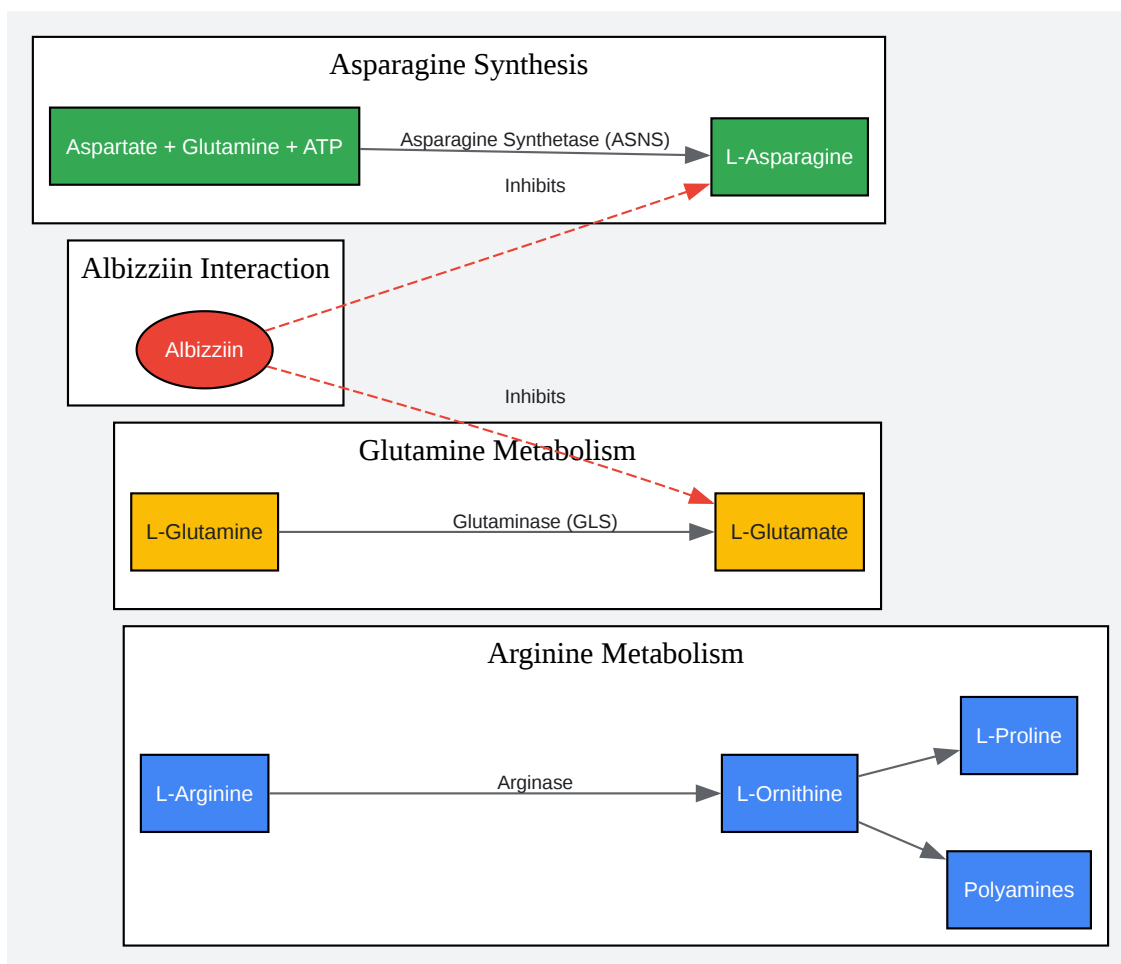 Asparagine Synthesis
Aspartate + Glutamine + ATP
Asparagine Synthetase (ASNS)
L-Asparagine
Inhibits
Albizziin Interaction
Albizziin
Inhibits
Glutamine Metabolism
L-Glutamine
Glutaminase (GLS)
L-Glutamate
Arginine Metabolism
L-Arginine
Arginase
L-Ornithine
L-Proline
Polyamines